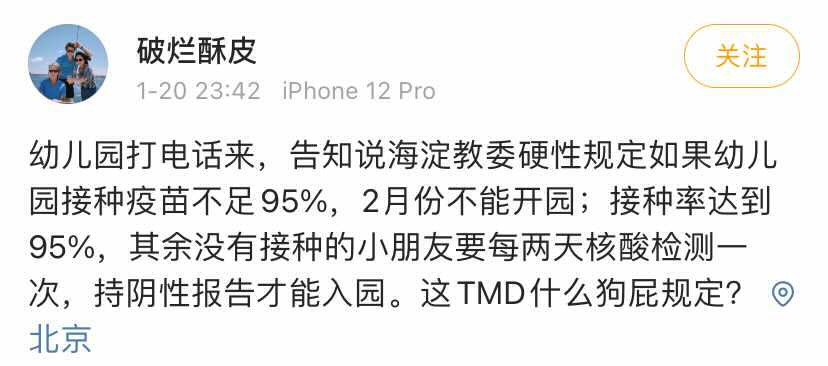 破烂酥皮
关注
1-20 23:42 iPhone 12 Pro
幼儿园打电话来，告知说海淀教委硬性规定如果幼儿
园接种疫苗不足95%，2月份不能开园；接种率达到
95%，其余没有接种的小朋友要每两天核酸检测一
次，持阴性报告才能入园。这TMD什么狗屁规定？
北京